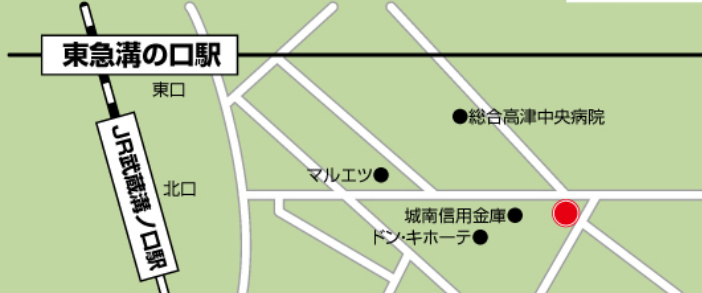 東急溝の口駅
東口
総合高津中央病院
JR武蔵溝ノ口駅
マルエツ
北口
城南信用金庫
ドン・キホーテ